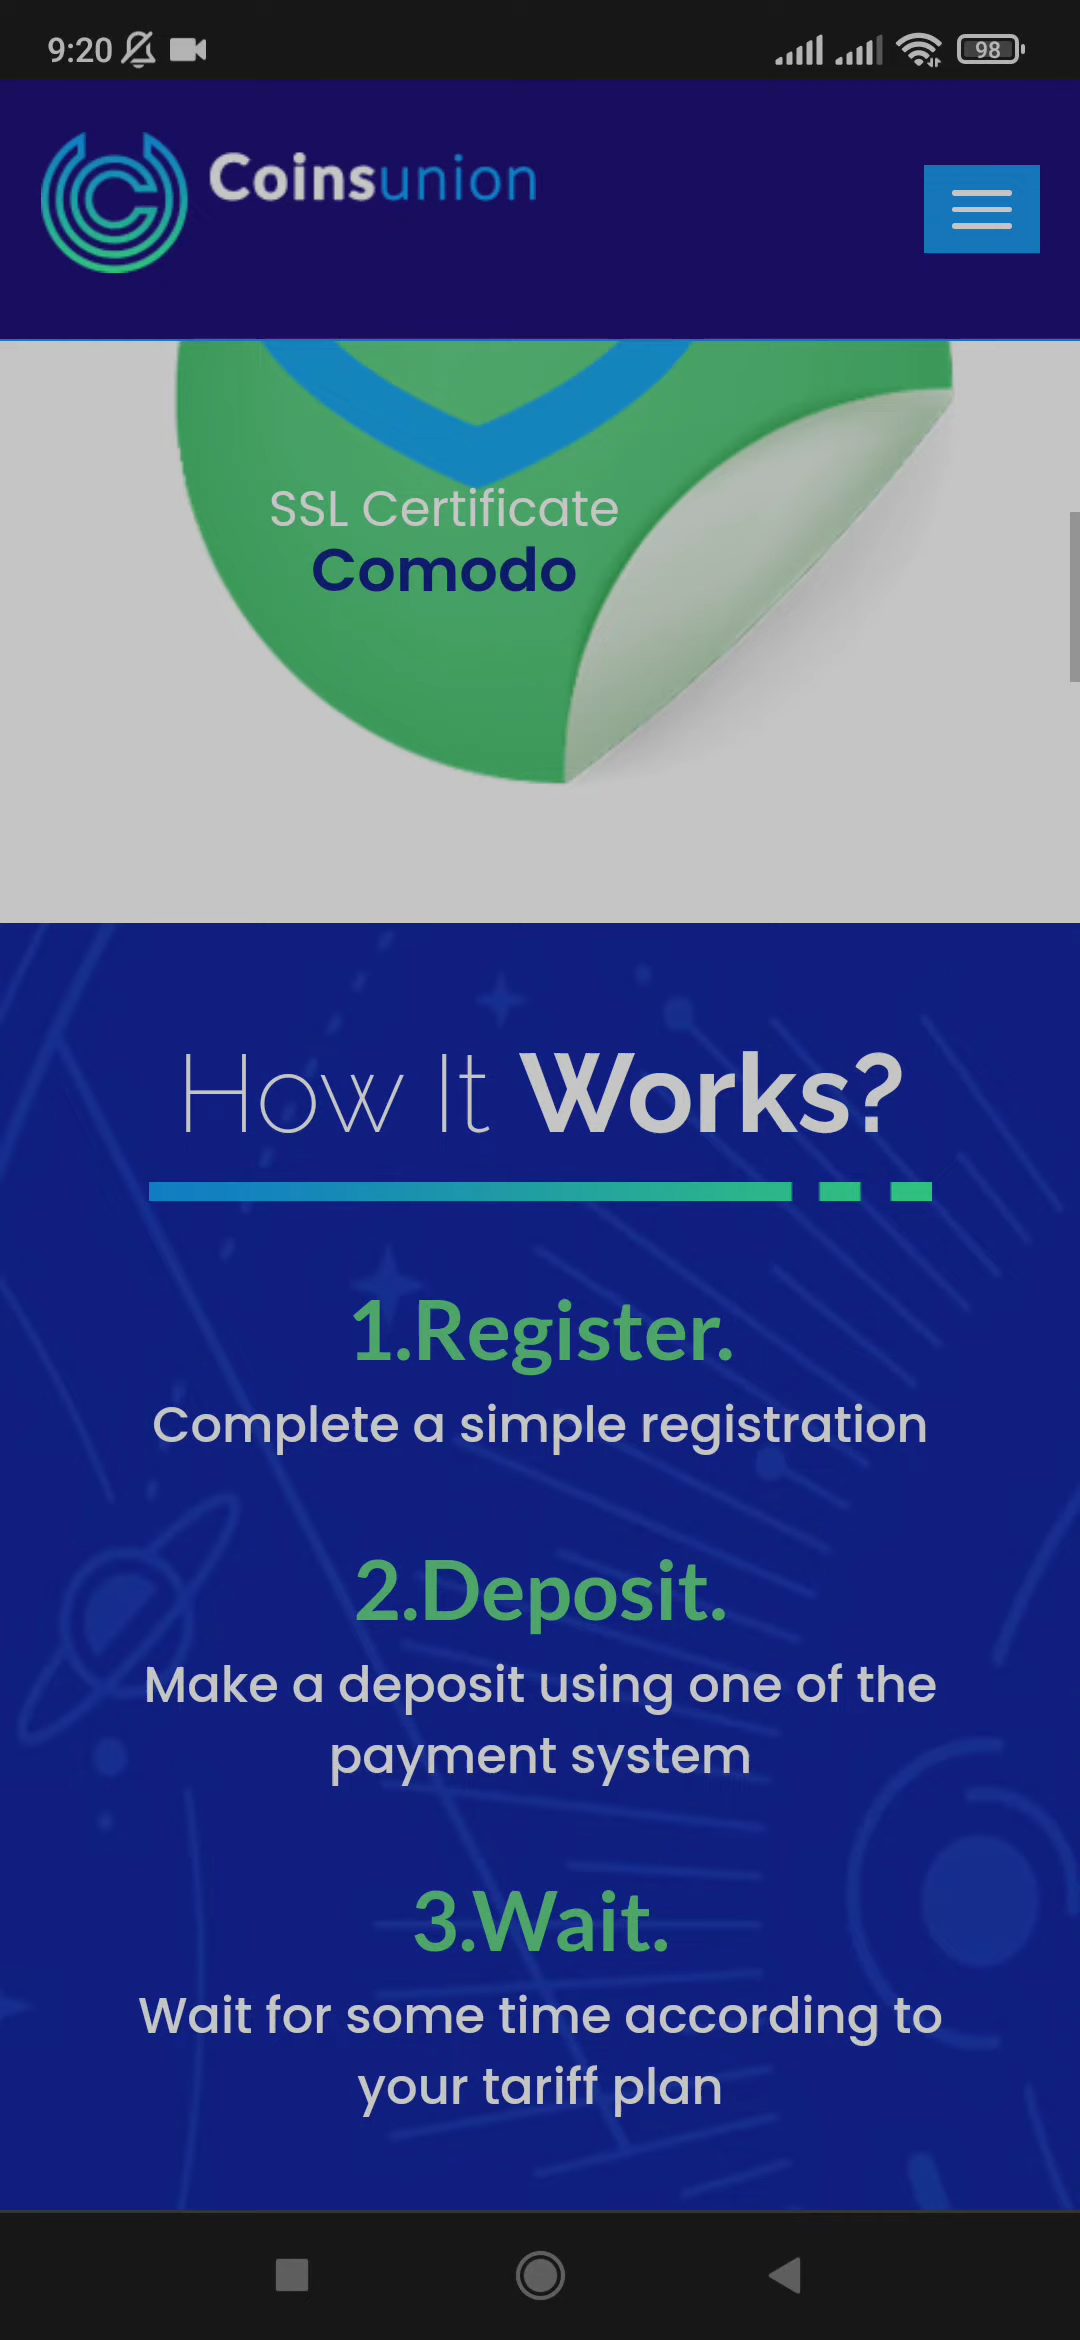 9:20
98
Coinsunion
SSL Certificate
Comodo
How It Works?
1.Register.
Complete a simple registration
2.Deposit.
Make a deposit using one of the
payment system
3.Wait.
Wait for some time according to
your tariff plan